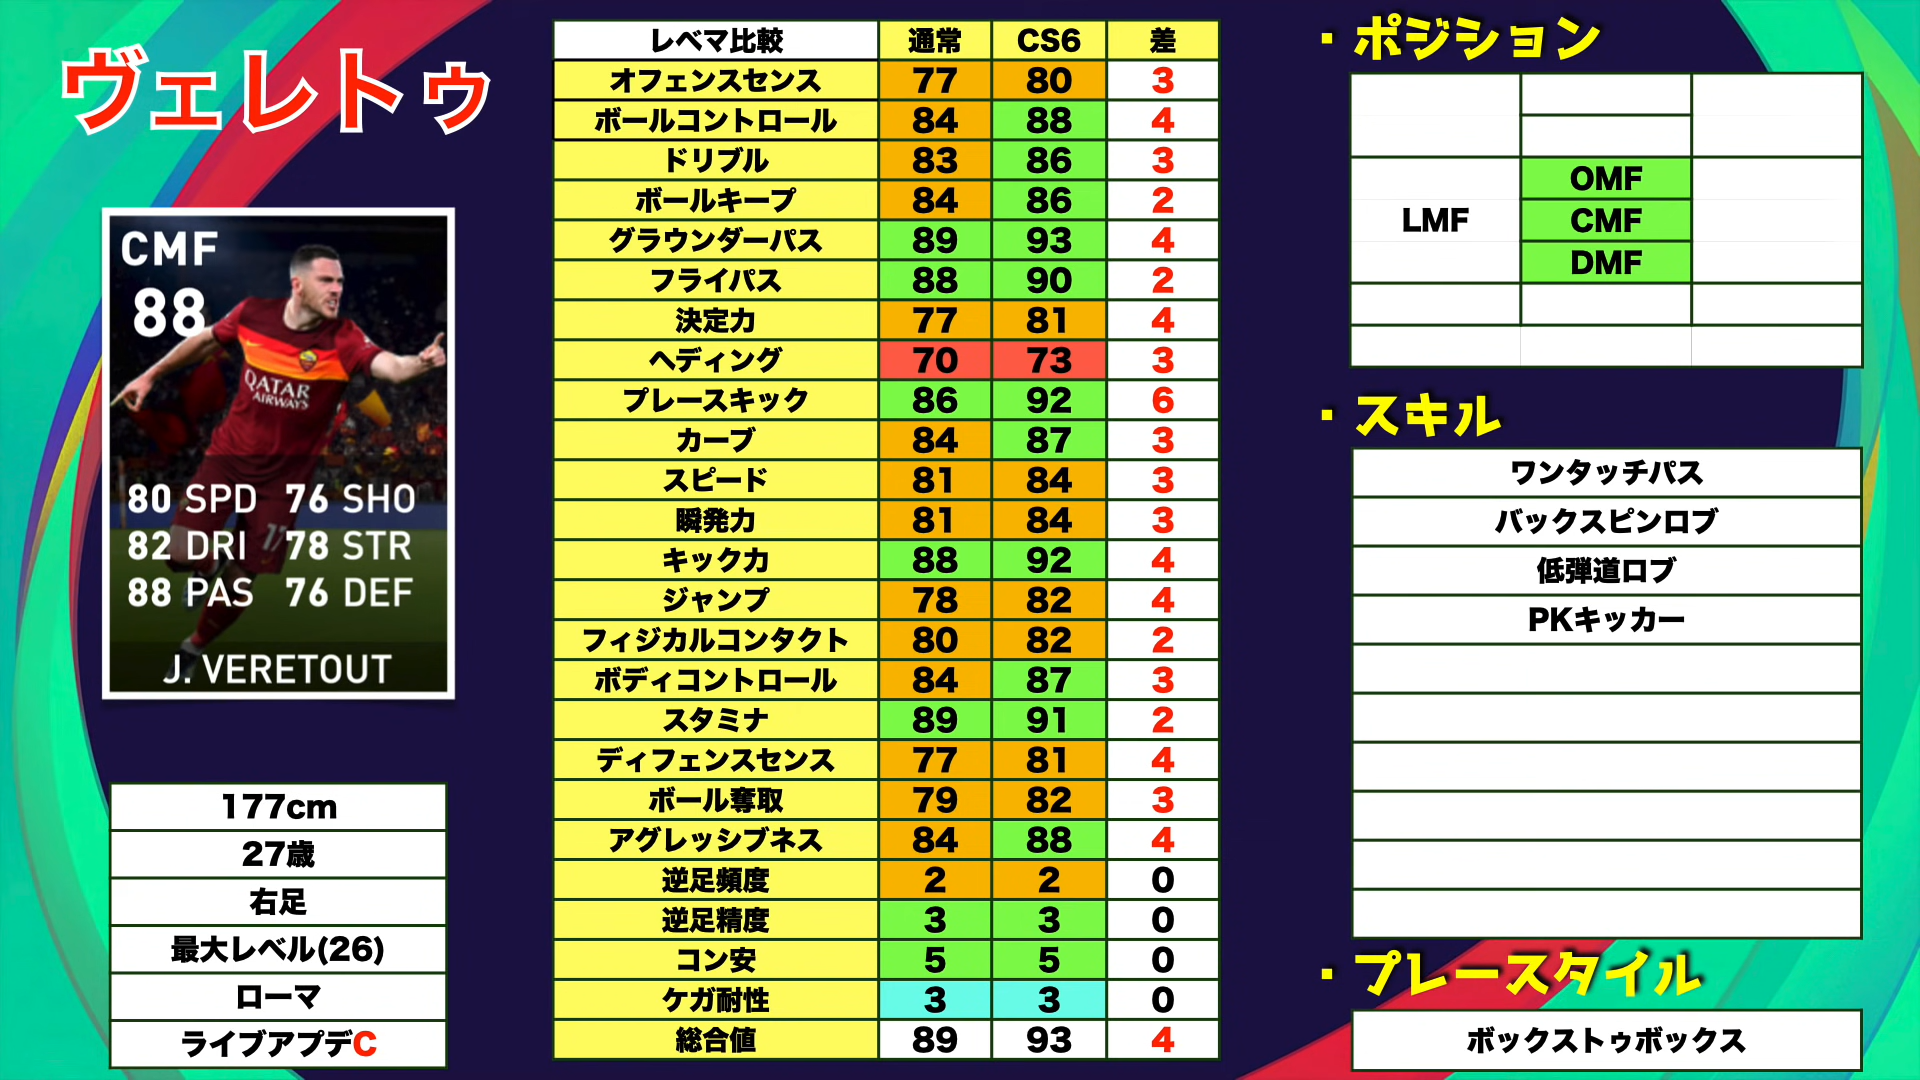 ヴェレトゥ
CMF
88
QATAR
AIRWAYS
80 SPD 76 SHO
82 DRI 78 STR
88 PAS 76 DEF
J. VERETOUT
177cm
27歳
右足
最大レベル(26)
ローマ
ライブアプデC
レベマ比較 通常 CS6 差
オフェンスセンス 77 80 3
ボールコントロール 84 88 4
ドリブル 83 86 3
ボールキープ 84 86 2
グラウンダーパス 89 93 4
フライパス 88 90 2
決定力 77 81 4
ヘディング 70 73 3
プレースキック 86 92 6
カーブ 84 87 3
スピード 81 84 3
瞬発力 81 84 3
キック力 88 92 4
ジャンプ 78 82 4
フィジカルコンタクト 80 82 2
ボディコントロール 84 87 3
スタミナ 89 91 2
ディフェンスセンス 77 81 4
ボール奪取 79 82 3
アグレッシブネス 84 88 4
逆足頻度 2 2 0
逆足精度 3 3 0
コン安 5 5 0
ケガ耐性 3 3 0
総合値 89 93 4
・ポジション
OMF
LMF CMF
DMF
・スキル
ワンタッチパス
バックスピンロブ
低弾道ロブ
PKキッカー
・プレースタイル
ボックストゥボックス